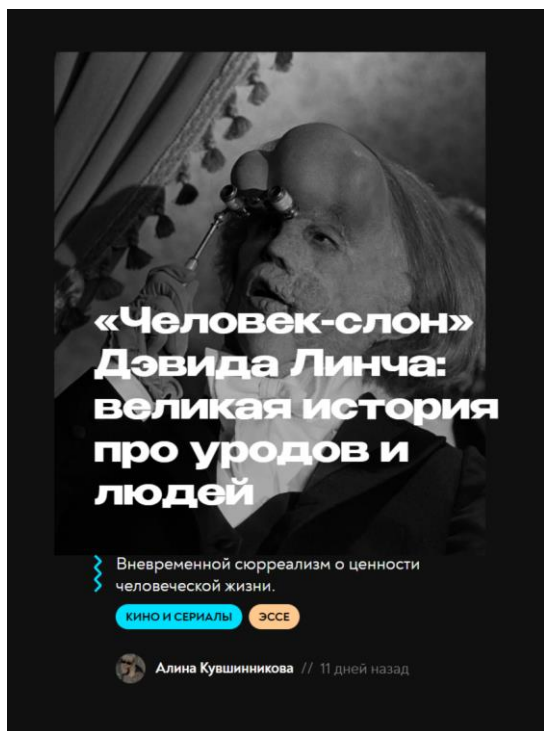 «Человек-слон»
Дэвида Линча:
великая история
про уродов и
людей
Вневременной сюрреализм о ценности
человеческой жизни.
КИНО И СЕРИАЛЫ ЭССЕ
Алина Кувшинникова // 11 дней назад